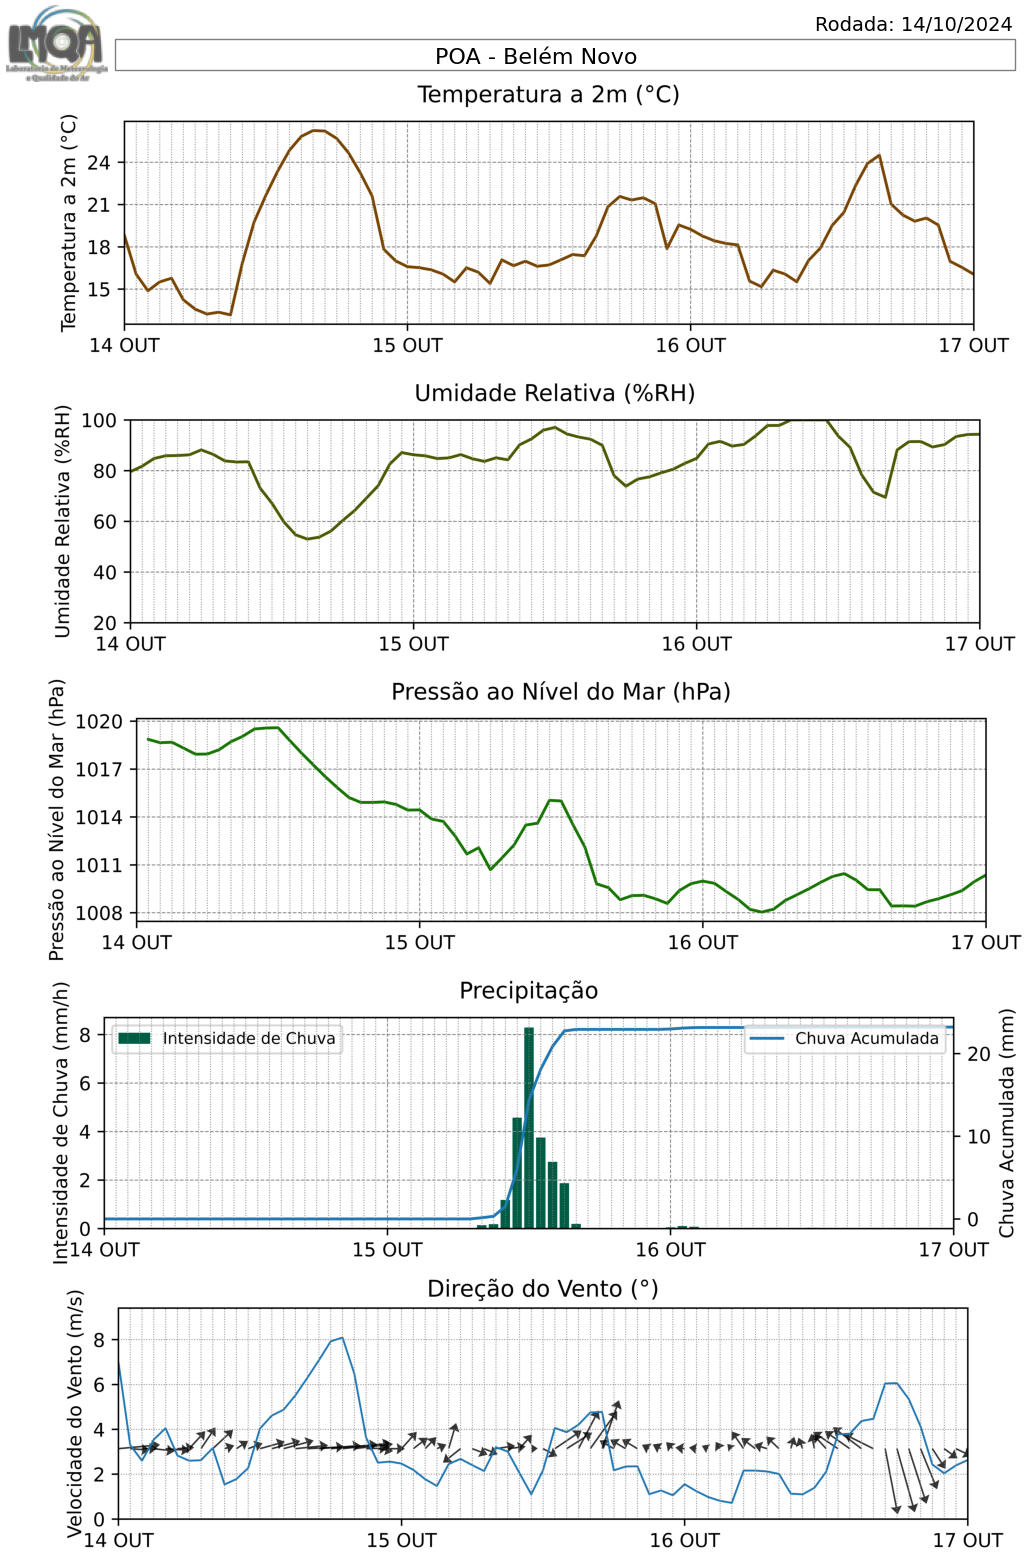 LMQA
Laboratório de Meteorologia
e Qualidade do Ar
Rodada: 14/10/2024
POA - Belém Novo
Temperatura a 2m (°C)
Temperatura a 2m (°C)
24
21
18
15
14 OUT 15 OUT 16 OUT 17 OUT
Umidade Relativa (%RH)
Umidade Relativa (%RH)
100
80
60
40
20
14 OUT 15 OUT 16 OUT 17 OUT
Pressão ao Nível do Mar (hPa)
Pressão ao Nível do Mar (hPa)
1020
1017
1014
1011
1008
14 OUT 15 OUT 16 OUT 17 OUT
Precipitação
Intensidade de Chuva (mm/h)
8
6
4
2
0
Intensidade de Chuva
Chuva Acumulada
20
10
0
Chuva Acumulada (mm)
14 OUT 15 OUT 16 OUT 17 OUT
Direção do Vento (°)
Velocidade do Vento (m/s)
8
6
4
2
0
14 OUT 15 OUT 16 OUT 17 OUT